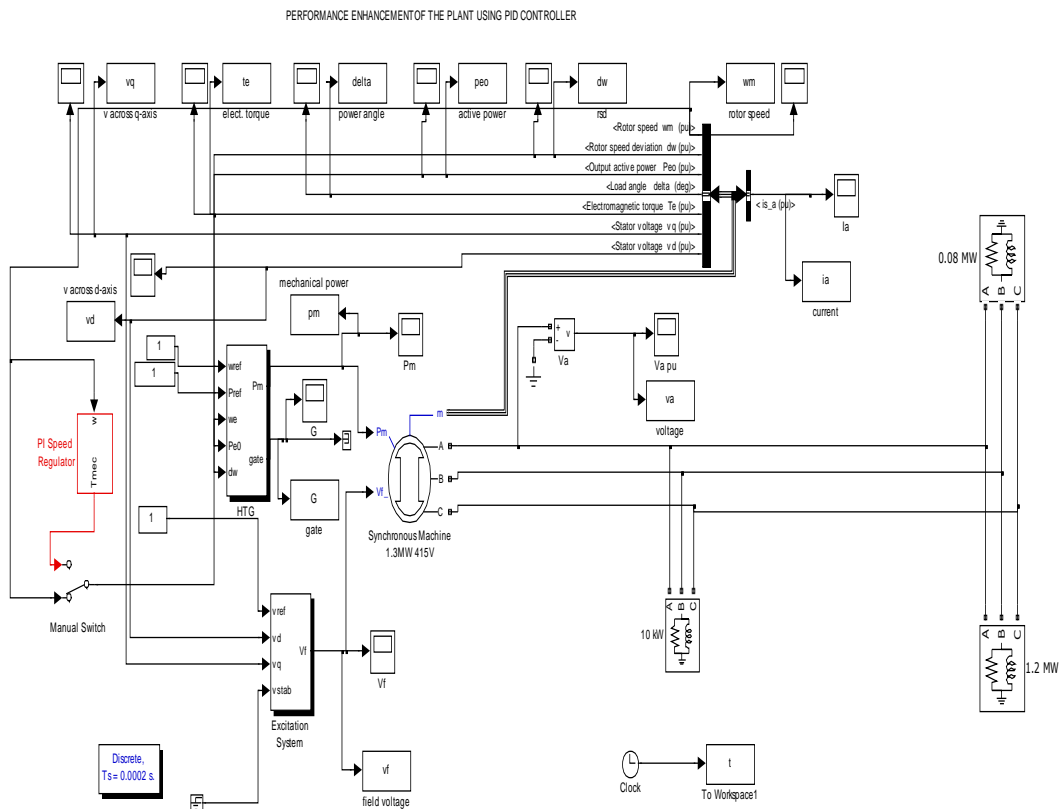 PERFORMANCE ENHANCEMENTOF THE PLANT USING PID CONTROLLER
vq
te
delta
peo
dw
wm
v across q-axis
elect. torque
power angle
active power
rsd
rotor speed
<Rotor speed wm (pu)>
<Rotor speed deviation dw (pu)>
<Output active power Peo (pu)>
<Load angle delta (deg)>
<Electromagnetic torque Te (pu)>
<Stator voltage vq (pu)>
<Stator voltage vd (pu)>
<is_a (pu)>
Ia
ia
current
0.08 MW
A B C
v across d-axis
vd
mechanical power
pm
Pm
+
-
v
Va
Va pu
va
voltage
1
1
wref
Pref
we
Pe0
dw
Pm
gate
HTG
G
G
gate
PI Speed
Regulator
w
Tmec
m
Pm
Vf_
A
B
C
Synchronous Machine
1.3MW 415V
1
Manual Switch
vref
vd
vq
vstab
Vf
Excitation
System
Vf
A B C
10 kW
A B C
1.2 MW
Discrete,
Ts = 0.0002 s.
vf
field voltage
Clock
t
To Workspace1